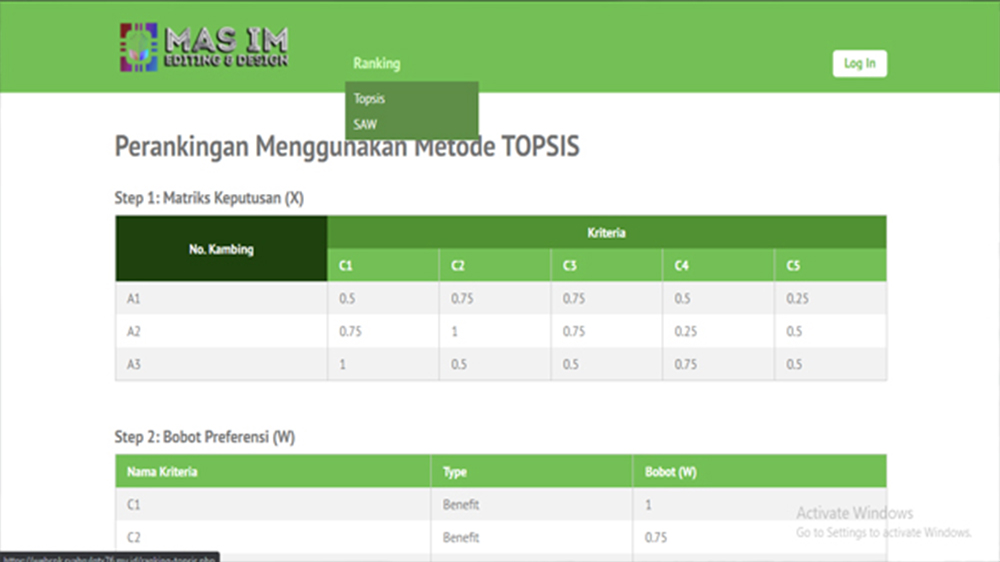 MAS IM
EDITING & DESIGN
Ranking
Log In
Topsis
SAW
Perankingan Menggunakan Metode TOPSIS
Step 1: Matriks Keputusan (X)
No. Kambing Kriteria
C1 C2 C3 C4 C5
A1 0.5 0.75 0.75 0.5 0.25
A2 0.75 1 0.75 0.25 0.5
A3 1 0.5 0.5 0.75 0.5
Step 2: Bobot Preferensi (W)
Nama Kriteria Type Bobot (W)
C1 Benefit 1
C2 Benefit 0.75
Activate Windows
Go to Settings to activate Windows.